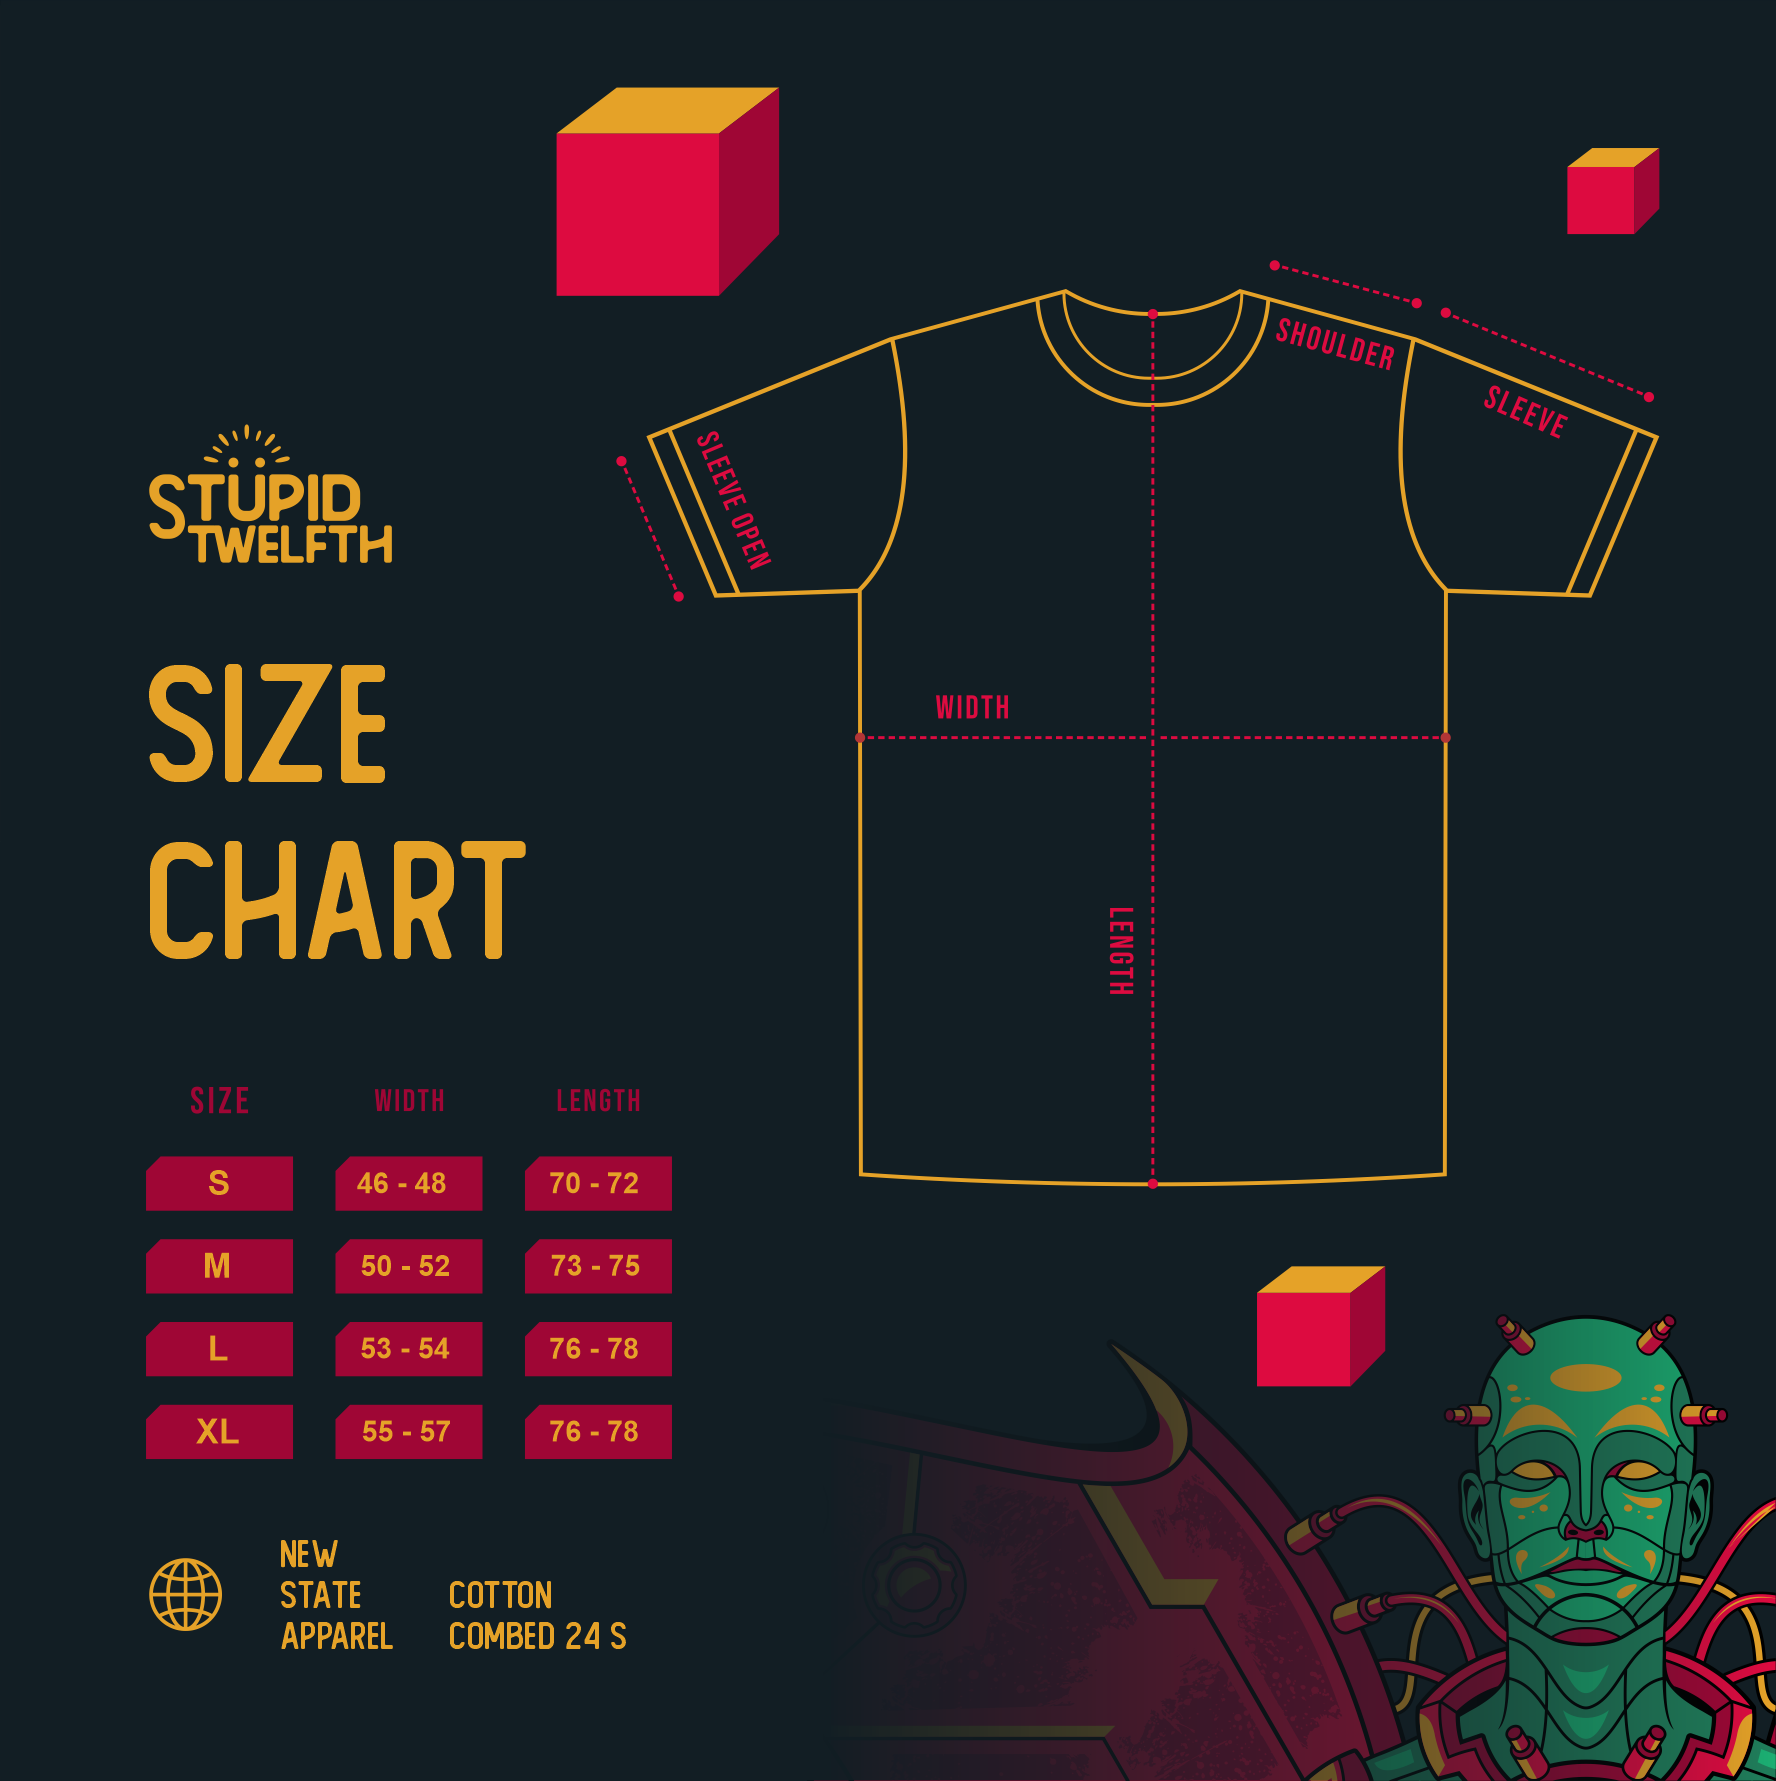 STUPID
TWELFTH
SIZE
CHART
SHOULDER
SLEEVE
SLEEVE OPEN
WIDTH
LENGTH
SIZE WIDTH LENGTH
S 46 - 48 70 - 72
M 50 - 52 73 - 75
L 53 - 54 76 - 78
XL 55 - 57 76 - 78
NEW
STATE
APPAREL
COTTON
COMBED 24 S